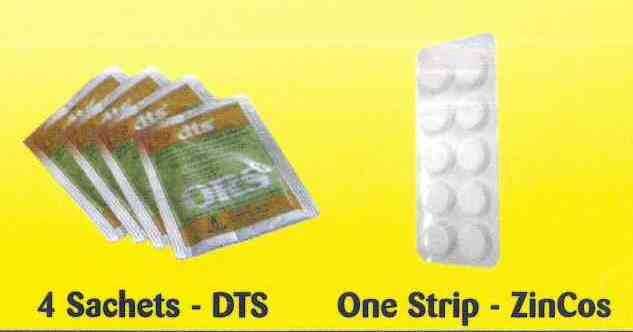 dts
ORS
4 Sachets - DTS
One Strip - ZinCos